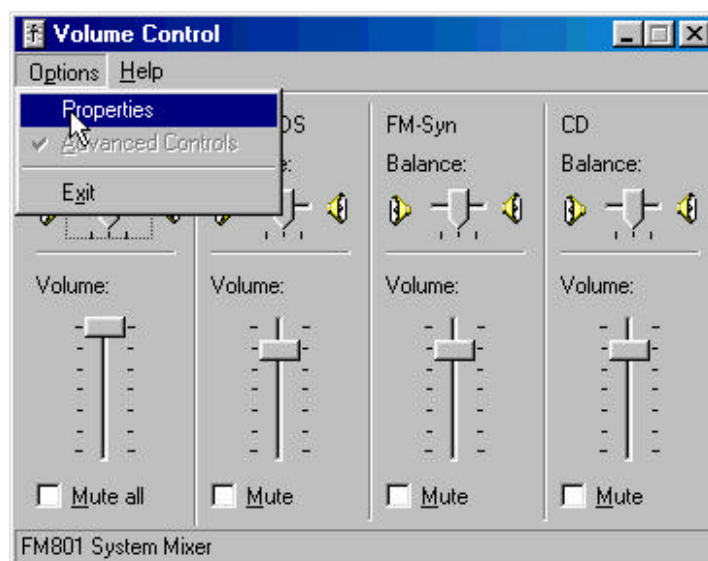 Volume Control
Options Help
Properties
Advanced Controls
Exit
FM-Syn
CD
Balance:
Balance:
Volume:
Volume:
Volume:
Volume:
Mute all
Mute
Mute
Mute
FM801 System Mixer